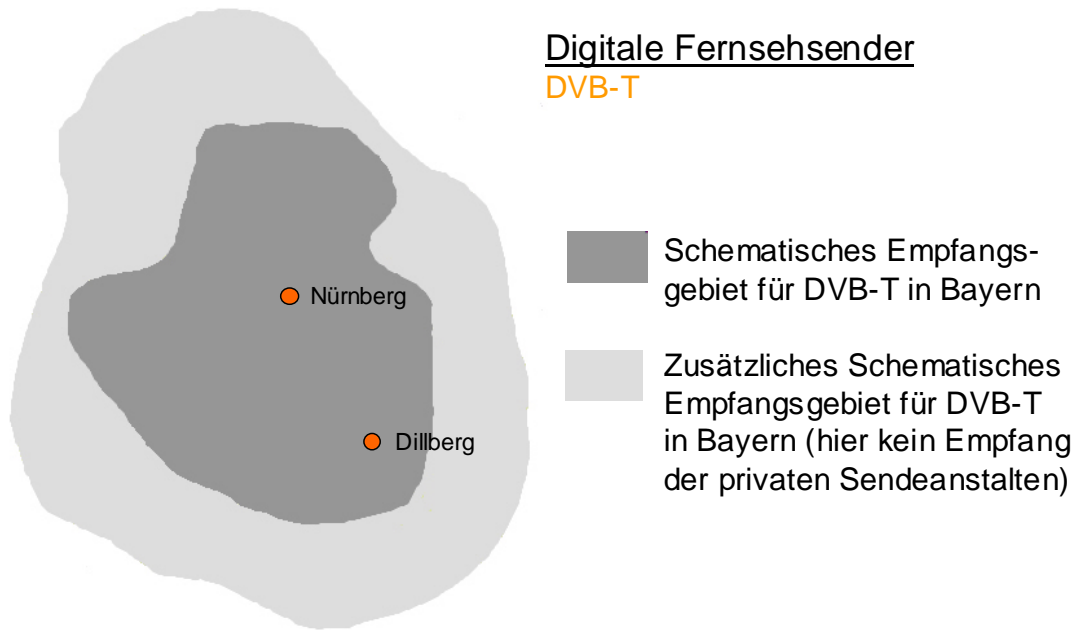 Digitale Fernsehsender
DVB-T
Schematisches Empfangs-
gebiet für DVB-T in Bayern
Nürnberg
Zusätzliches Schematisches
Empfangsgebiet für DVB-T
in Bayern (hier kein Empfang
der privaten Sendeanstalten)
Dillberg